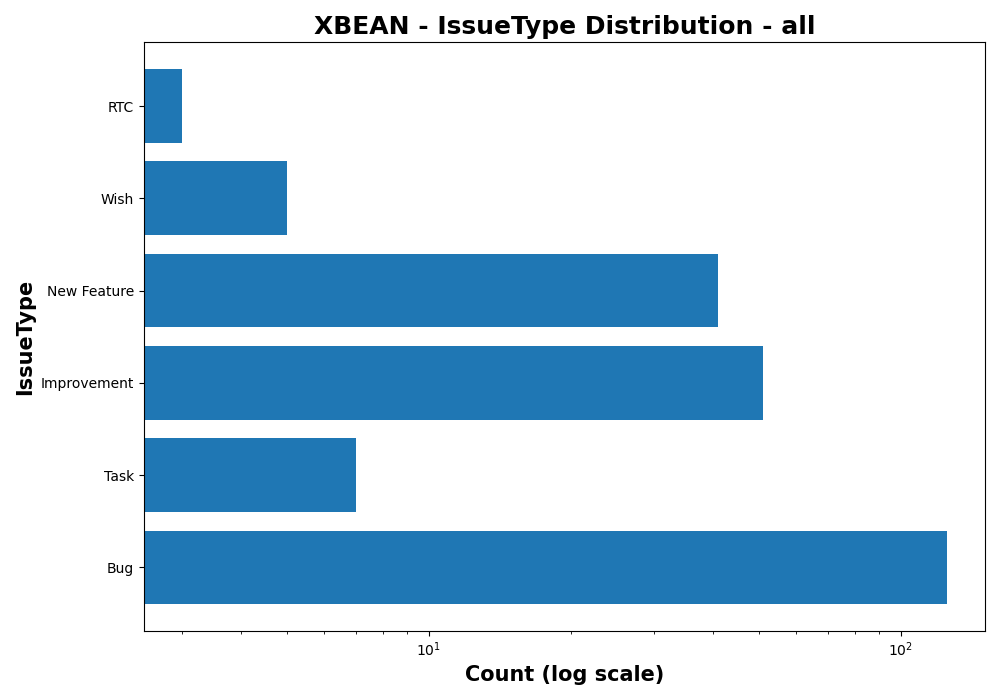 XBEAN - IssueType Distribution - all
IssueType
RTC
Wish
New Feature
Improvement
Task
Bug
10¹
10²
Count (log scale)